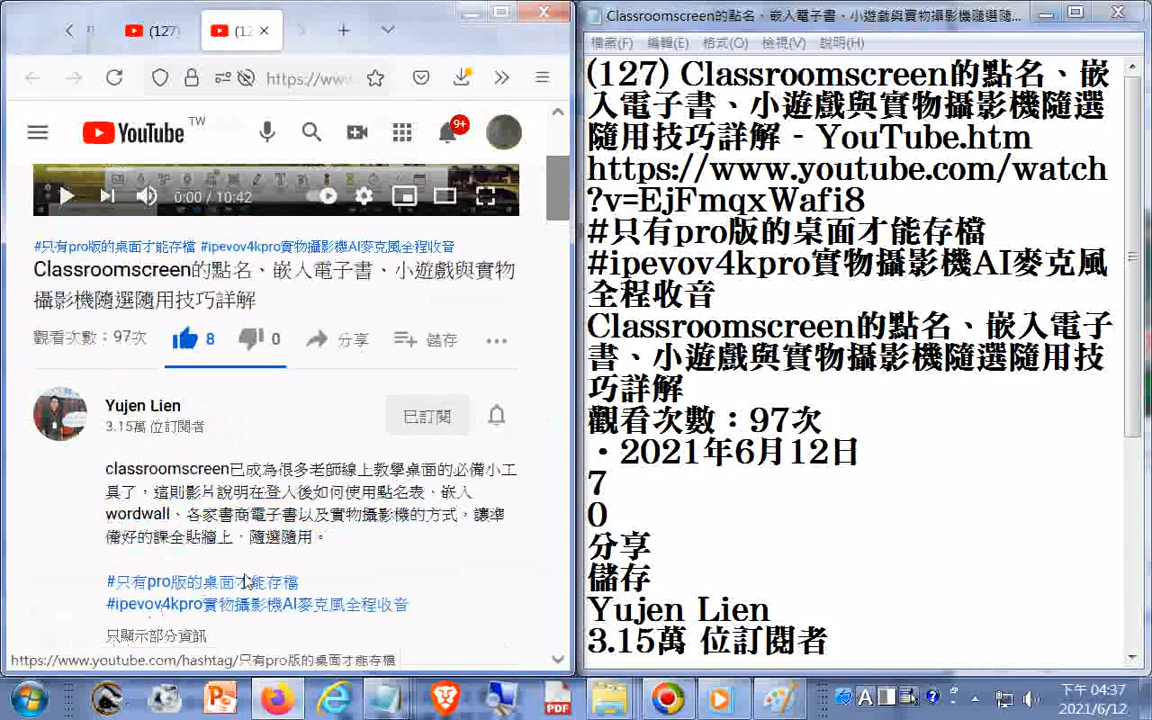 (127)
(12
https://www.
YouTube TW
9+
0:00 / 10:42
#只有pro版的桌面才能存檔 #ipevov4kpro實物攝影機AI麥克風全程收音
Classroomscreen的點名、嵌入電子書、小遊戲與實物
攝影機隨選隨用技巧詳解
觀看次數：97次
8
0
分享
儲存
Yujen Lien
3.15萬 位訂閱者
已訂閱
classroomscreen已成為很多老師線上教學桌面的必備小工
具了，這則影片說明在登入後如何使用點名表、嵌入
wordwall、各家書商電子書以及實物攝影機的方式，讓準
備好的課全貼牆上，隨選隨用。
#只有pro版的桌面才能存檔
#ipevov4kpro實物攝影機AI麥克風全程收音
只顯示部分資訊
https://www.youtube.com/hashtag/只有pro版的桌面才能存檔
Classroomscreen的點名、嵌入電子書、小遊戲與實物攝影機隨選隨...
檔案(F) 編輯(E) 格式(O) 檢視(V) 說明(H)
(127) Classroomscreen的點名、嵌
入電子書、小遊戲與實物攝影機隨選
隨用技巧詳解 - YouTube.htm
https://www.youtube.com/watch
?v=EjFmqxWafi8
#只有pro版的桌面才能存檔
#ipevov4kpro實物攝影機AI麥克風
全程收音
Classroomscreen的點名、嵌入電子
書、小遊戲與實物攝影機隨選隨用技
巧詳解
觀看次數：97次
・2021年6月12日
7
0
分享
儲存
Yujen Lien
3.15萬 位訂閱者
PDF
A
下午 04:37
2021/6/12